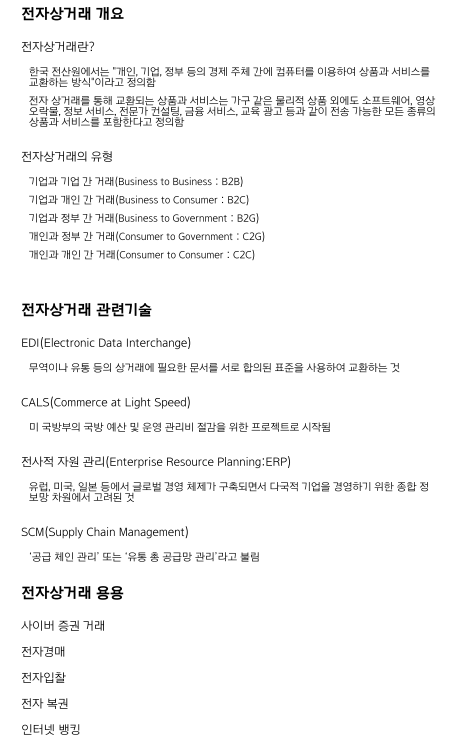 전자상거래 개요
전자상거래란?
한국 전산원에서는 "개인, 기업, 정부 등의 경제 주체 간에 컴퓨터를 이용하여 상품과 서비스를
교환하는 방식"이라고 정의함
전자 상거래를 통해 교환되는 상품과 서비스는 가구 같은 물리적 상품 외에도 소프트웨어, 영상
오락물, 정보 서비스, 전문가 컨설팅, 금융 서비스, 교육 광고 등과 같이 전송 가능한 모든 종류의
상품과 서비스를 포함한다고 정의함
전자상거래의 유형
기업과 기업 간 거래(Business to Business : B2B)
기업과 개인 간 거래(Business to Consumer : B2C)
기업과 정부 간 거래(Business to Government : B2G)
개인과 정부 간 거래(Consumer to Government : C2G)
개인과 개인 간 거래(Consumer to Consumer : C2C)
전자상거래 관련기술
EDI(Electronic Data Interchange)
무역이나 유통 등의 상거래에 필요한 문서를 서로 합의된 표준을 사용하여 교환하는 것
CALS(Commerce at Light Speed)
미 국방부의 국방 예산 및 운영 관리비 절감을 위한 프로젝트로 시작됨
전사적 자원 관리(Enterprise Resource Planning:ERP)
유럽, 미국, 일본 등에서 글로벌 경영 체제가 구축되면서 다국적 기업을 경영하기 위한 종합 정
보망 차원에서 고려된 것
SCM(Supply Chain Management)
'공급 체인 관리' 또는 '유통 총 공급망 관리'라고 불림
전자상거래 응용
사이버 증권 거래
전자경매
전자입찰
전자 복권
인터넷 뱅킹